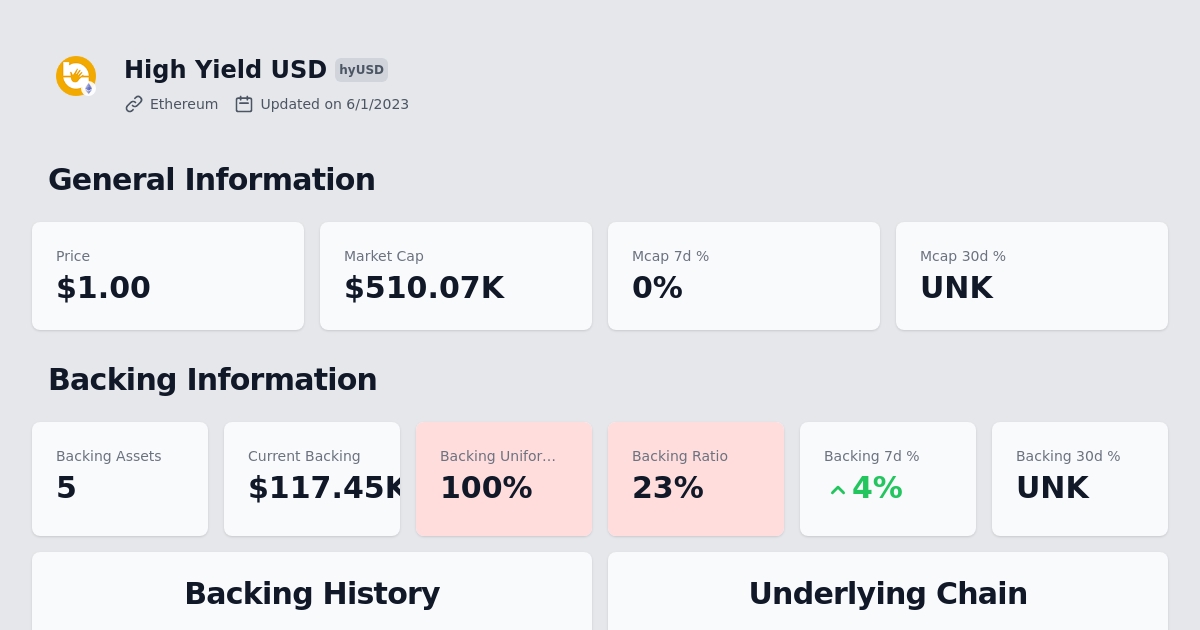 High Yield USD hyUSD
Ethereum Updated on 6/1/2023
General Information
Price Market Cap Mcap 7d % Mcap 30d %
$1.00 $510.07K 0% UNK
Backing Information
Backing Assets Current Backing Backing Unifor... Backing Ratio Backing 7d % Backing 30d %
5 $117.45K 100% 23% 4% UNK
Backing History Underlying Chain